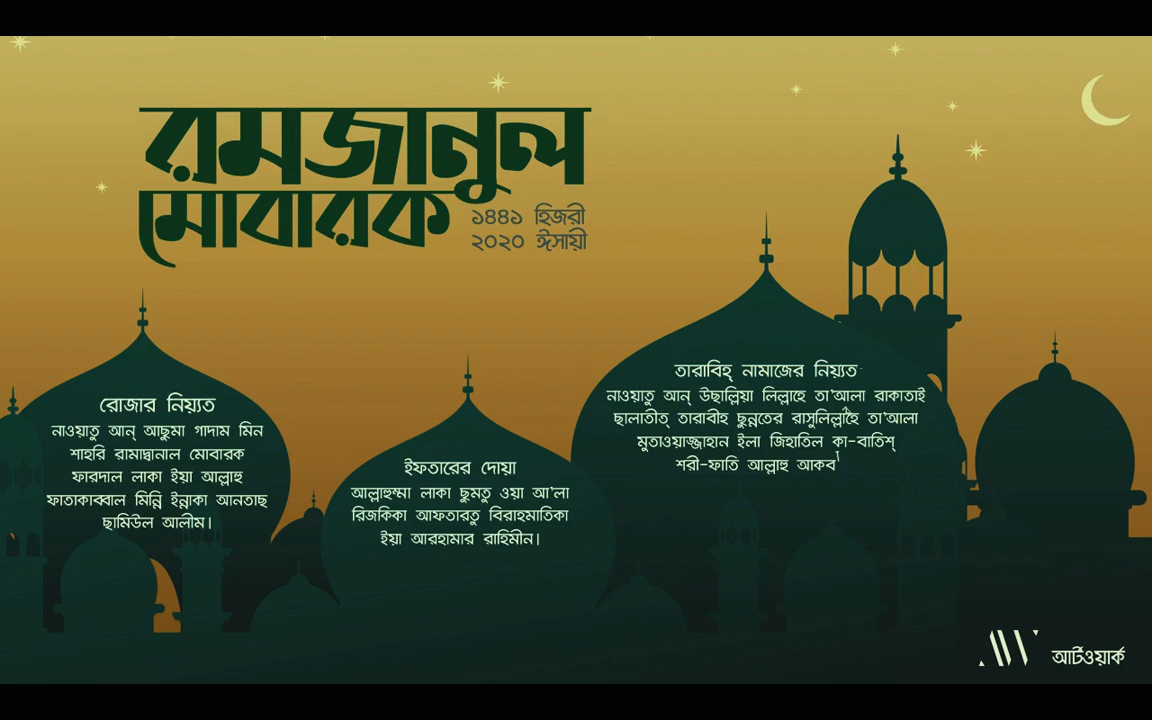 রমজানুল
মোবারক
১৪৪১ হিজরী
২০২০ ঈসায়ী
রোজার নিয়্যত
নাওয়াতু আন্ আছুমা গাদাম মিন
শাহরি রামাদ্বানাল মোবারক
ফারদাল লাকা ইয়া আল্লাহু
ফাতাকাব্বাল মিন্নি ইন্নাকা আনতাছ
ছামিউল আলীম।
ইফতারের দোয়া
আল্লাহুম্মা লাকা ছুমতু ওয়া আ'লা
রিজকিকা আফতারতু বিরাহমাতিকা
ইয়া আরহামার রাহিমীন।
তারাবিহ্ নামাজের নিয়্যত
নাওয়াতু আন্ উছাল্লিয়া লিল্লাহে তা'আলা রাকাতাই
ছালাতীত্ তারাবীহ ছুন্নতের রাসুলিল্লাহৈ তা'আলা
মুতাওয়াজ্জাহান ইলা জিহাতিল কা-বাতিশ্
শরী-ফাতি আল্লাহু আকব
আর্টওয়ার্ক